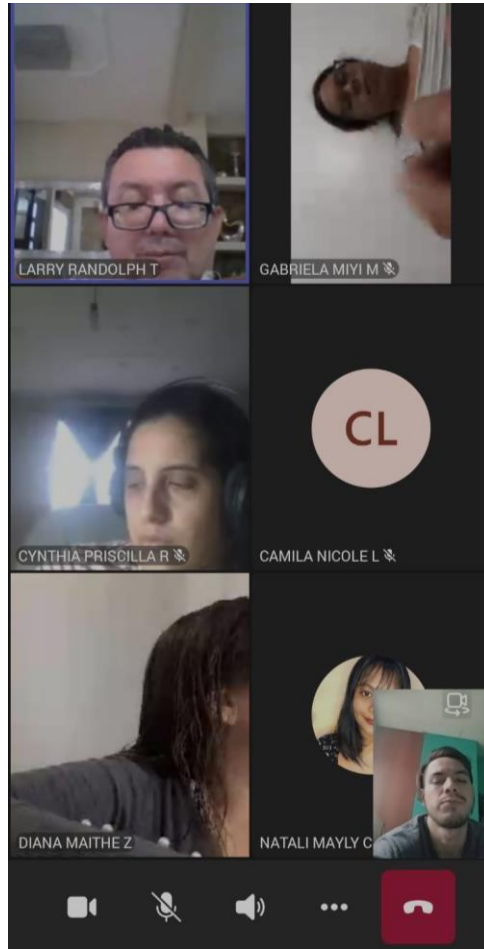 LARRY RANDOLPH T
GABRIELA MIYI M
CYNTHIA PRISCILLA R
CL
CAMILA NICOLE L
DIANA MAITHE Z
NATALI MAYLY C